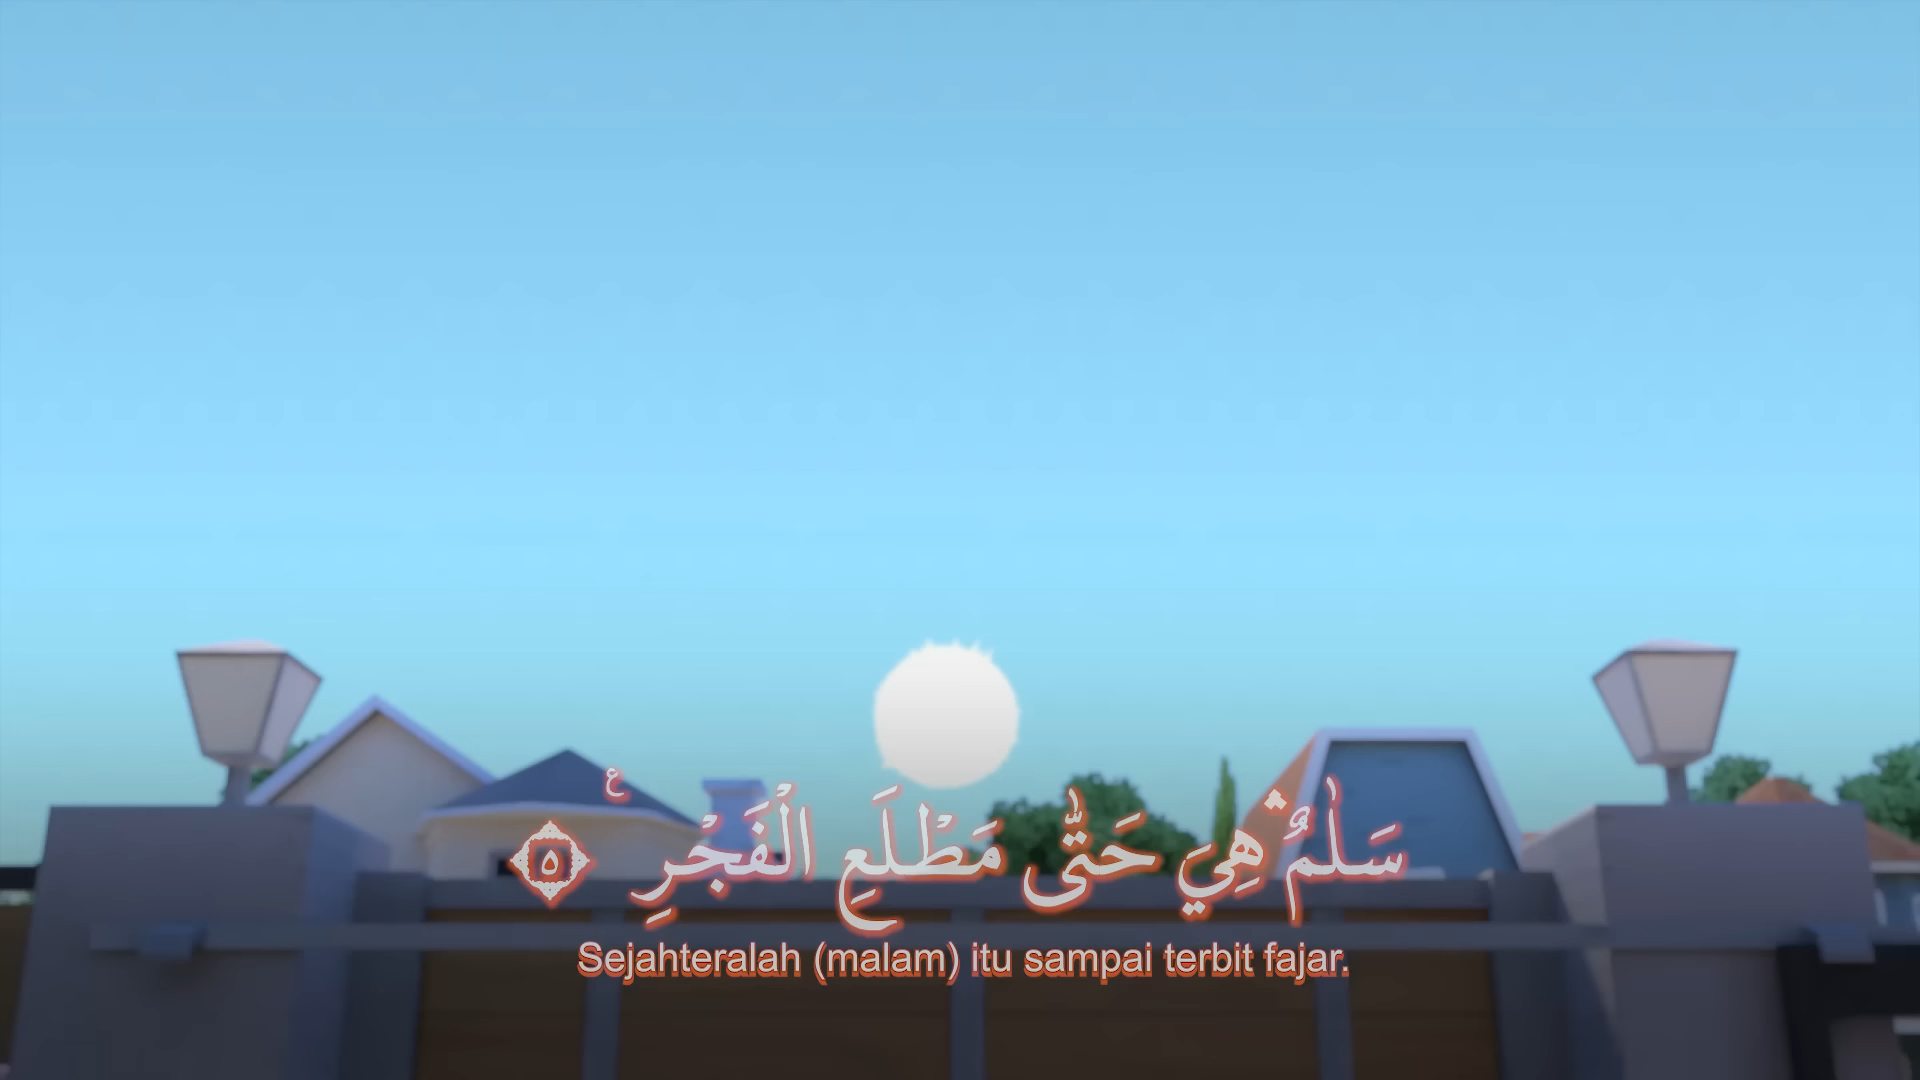 سَلٰمٌ ۛهِيَ حَتّٰى مَطْلَعِ الْفَجْرِ ࣖ ٥
Sejahteralah (malam) itu sampai terbit fajar.